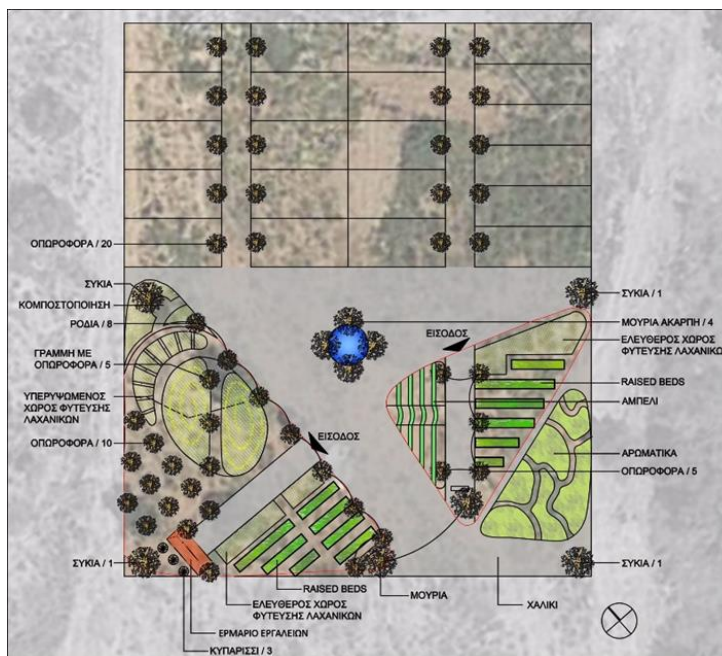 ΟΠΩΡΟΦΟΡΑ / 20
ΣΥΚΙΑ
ΚΟΜΠΟΣΤΟΠΟΙΗΣΗ
ΡΟΔΙΑ / 8
ΓΡΑΜΜΗ ΜΕ
ΟΠΩΡΟΦΟΡΑ / 5
ΥΠΕΡΥΨΩΜΕΝΟΣ
ΧΩΡΟΣ ΦΥΤΕΥΣΗΣ
ΛΑΧΑΝΙΚΩΝ
ΟΠΩΡΟΦΟΡΑ / 10
ΣΥΚΙΑ / 1
ΕΙΣΟΔΟΣ
ΕΙΣΟΔΟΣ
ΣΥΚΙΑ / 1
ΜΟΥΡΙΑ ΑΚΑΡΠΗ / 4
ΕΛΕΥΘΕΡΟΣ ΧΩΡΟΣ
ΦΥΤΕΥΣΗΣ ΛΑΧΑΝΙΚΩΝ
RAISED BEDS
ΑΜΠΕΛΙ
ΑΡΩΜΑΤΙΚΑ
ΟΠΩΡΟΦΟΡΑ / 5
ΣΥΚΙΑ / 1
ΧΑΛΙΚΙ
ΜΟΥΡΙΑ
RAISED BEDS
ΕΛΕΥΘΕΡΟΣ ΧΩΡΟΣ
ΦΥΤΕΥΣΗΣ ΛΑΧΑΝΙΚΩΝ
ΕΡΜΑΡΙΟ ΕΡΓΑΛΕΙΩΝ
ΚΥΠΑΡΙΣΣΙ / 3